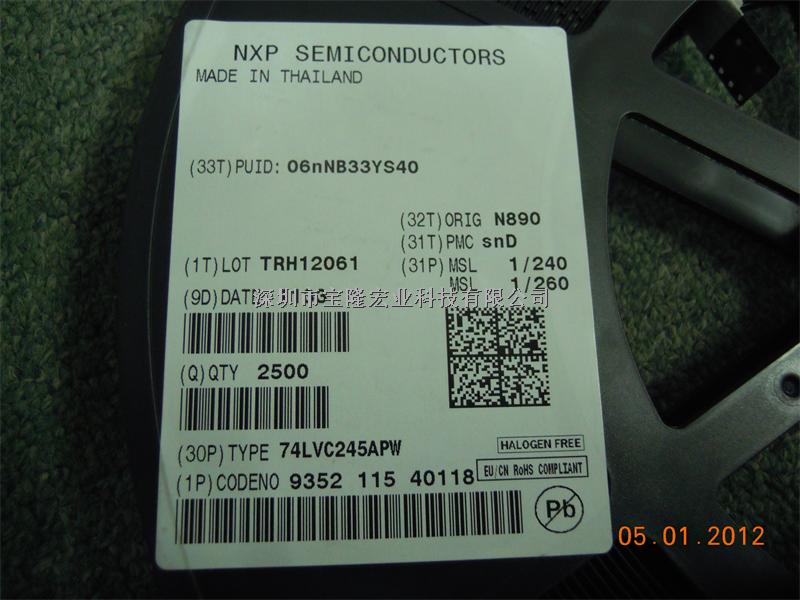 NXP SEMICONDUCTORS
MADE IN THAILAND
(33T)PUID: 06nNB33YS40
(32T)ORIG N890
(31T)PMC snD
(1T)LOT TRH12061
(31P)MSL 1/240
MSL 1/260
(9D)DATE
深圳市宝隆宏业科技有限公司
(Q)QTY 2500
(30P)TYPE 74LVC245APW
HALOGEN FREE
(1P)CODENO 9352 115 40118
EU/CN RoHS COMPLIANT
Pb
05.01.2012